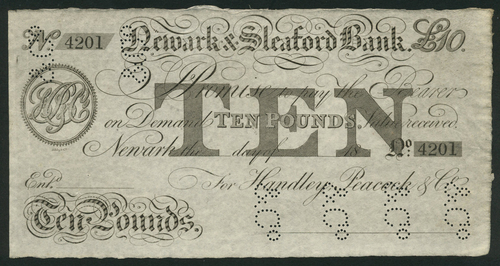 No 4201 Newark & Sleaford Bank. £10.
Promise to pay the Bearer
on Demand TEN POUNDS. Value received.
TEN
Newark the day of 18 No. 4201
Entd. For Handley, Peacock & Co.
Ten Pounds.